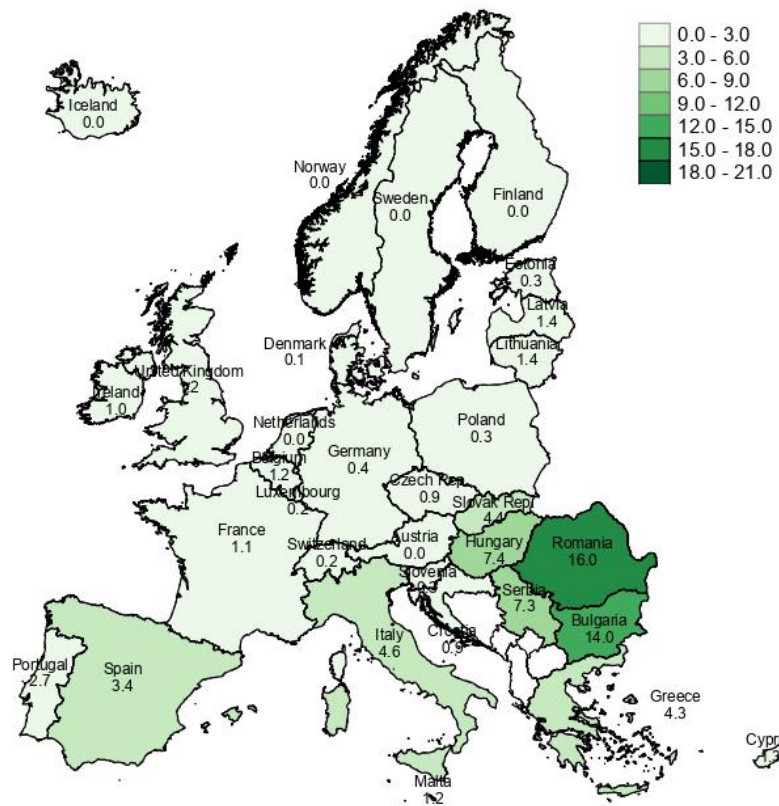 0.0 - 3.0
3.0 - 6.0
6.0 - 9.0
9.0 - 12.0
12.0 - 15.0
15.0 - 18.0
18.0 - 21.0
Iceland
0.0
Norway
0.0
Sweden
0.0
Finland
0.0
Estonia
0.3
Latvia
1.4
Lithuania
1.4
Denmark
0.1
United Kingdom
Ireland
1.0
Netherlands
0.0
Belgium
1.2
Luxembourg
0.2
Germany
0.4
Poland
0.3
Czech Rep
0.9
Slovak Rep
4.4
France
1.1
Switzerland
0.2
Austria
0.0
Hungary
7.4
Romania
16.0
Slovenia
Serbia
7.3
Bulgaria
14.0
Croatia
0.9
Italy
4.6
Portugal
2.7
Spain
3.4
Greece
4.3
Malta
1.2
Cypr